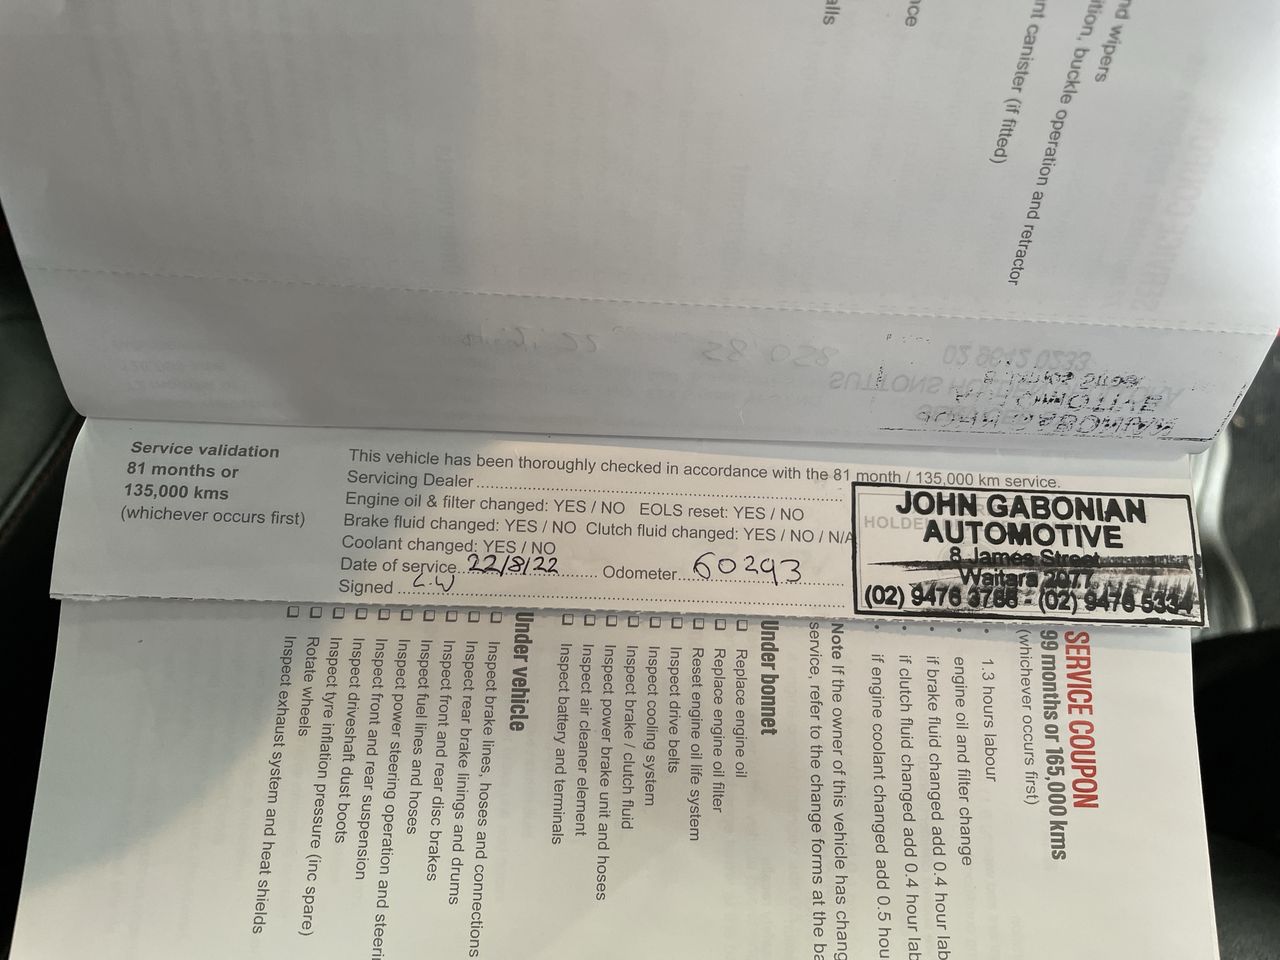 nd wipers
ition, buckle operation and retractor
nt canister (if fitted)
nce
alls
Service validation
81 months or
135,000 kms
(whichever occurs first)
This vehicle has been thoroughly checked in accordance with the 81 month / 135,000 km service.
Servicing Dealer
Engine oil & filter changed: YES / NO EOLS reset: YES / NO
Brake fluid changed: YES / NO Clutch fluid changed: YES / NO / N/A
Coolant changed: YES / NO
Date of service 22/8/22 Odometer 60293
Signed C.W
HOLDE
JOHN GABONIAN
AUTOMOTIVE
8 James Street
Waitara 2077
(02) 9476 3786 - (02) 9476 5334
SERVICE COUPON
99 months or 165,000 kms
(whichever occurs first)
• 1.3 hours labour
engine oil and filter change
• if brake fluid changed add 0.4 hour lab
• if clutch fluid changed add 0.4 hour lab
• if engine coolant changed add 0.5 hou
Note If the owner of this vehicle has chang
service, refer to the change forms at the ba
Under bonnet
Replace engine oil
Replace engine oil filter
Reset engine oil life system
Inspect drive belts
Inspect cooling system
Inspect brake / clutch fluid
Inspect power brake unit and hoses
Inspect air cleaner element
Inspect battery and terminals
Under vehicle
Inspect brake lines, hoses and connections
Inspect rear brake linings and drums
Inspect front and rear disc brakes
Inspect fuel lines and hoses
Inspect power steering operation and steeri
Inspect front and rear suspension
Inspect driveshaft dust boots
Inspect tyre inflation pressure (inc spare)
Rotate wheels
Inspect exhaust system and heat shields